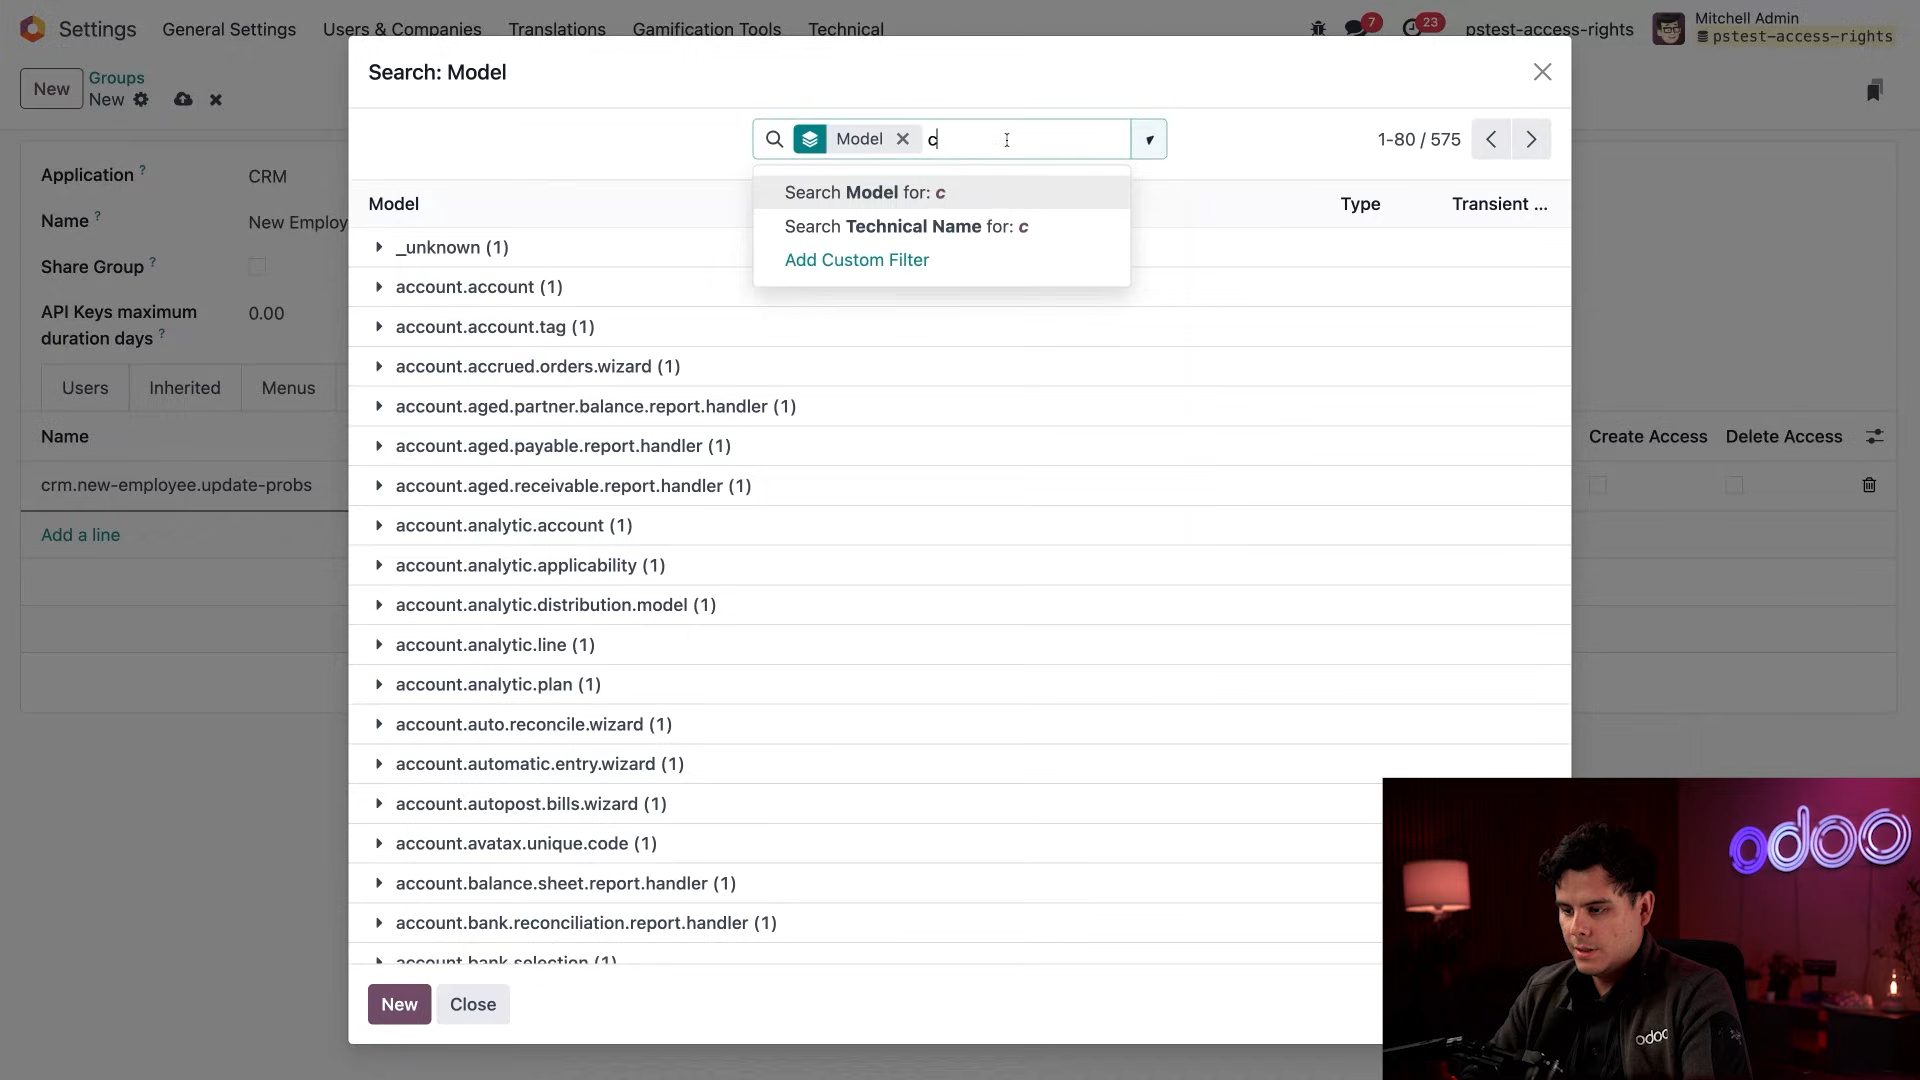 Settings
General Settings
Users & Companies
Translations
Gamification Tools
Technical
7
23
pstest-access-rights
Mitchell Admin
pstest-access-rights
New
Groups
New
Application ?
CRM
Name ?
New Employ
Share Group ?
API Keys maximum
duration days ?
0.00
Users
Inherited
Menus
Name
Create Access
Delete Access
crm.new-employee.update-probs
Add a line
Search: Model
Model
c
1-80 / 575
Search Model for: c
Search Technical Name for: c
Add Custom Filter
Model
Type
Transient ...
_unknown (1)
account.account (1)
account.account.tag (1)
account.accrued.orders.wizard (1)
account.aged.partner.balance.report.handler (1)
account.aged.payable.report.handler (1)
account.aged.receivable.report.handler (1)
account.analytic.account (1)
account.analytic.applicability (1)
account.analytic.distribution.model (1)
account.analytic.line (1)
account.analytic.plan (1)
account.auto.reconcile.wizard (1)
account.automatic.entry.wizard (1)
account.autopost.bills.wizard (1)
account.avatax.unique.code (1)
account.balance.sheet.report.handler (1)
account.bank.reconciliation.report.handler (1)
account.bank.selection (1)
New
Close
odoo
odoo